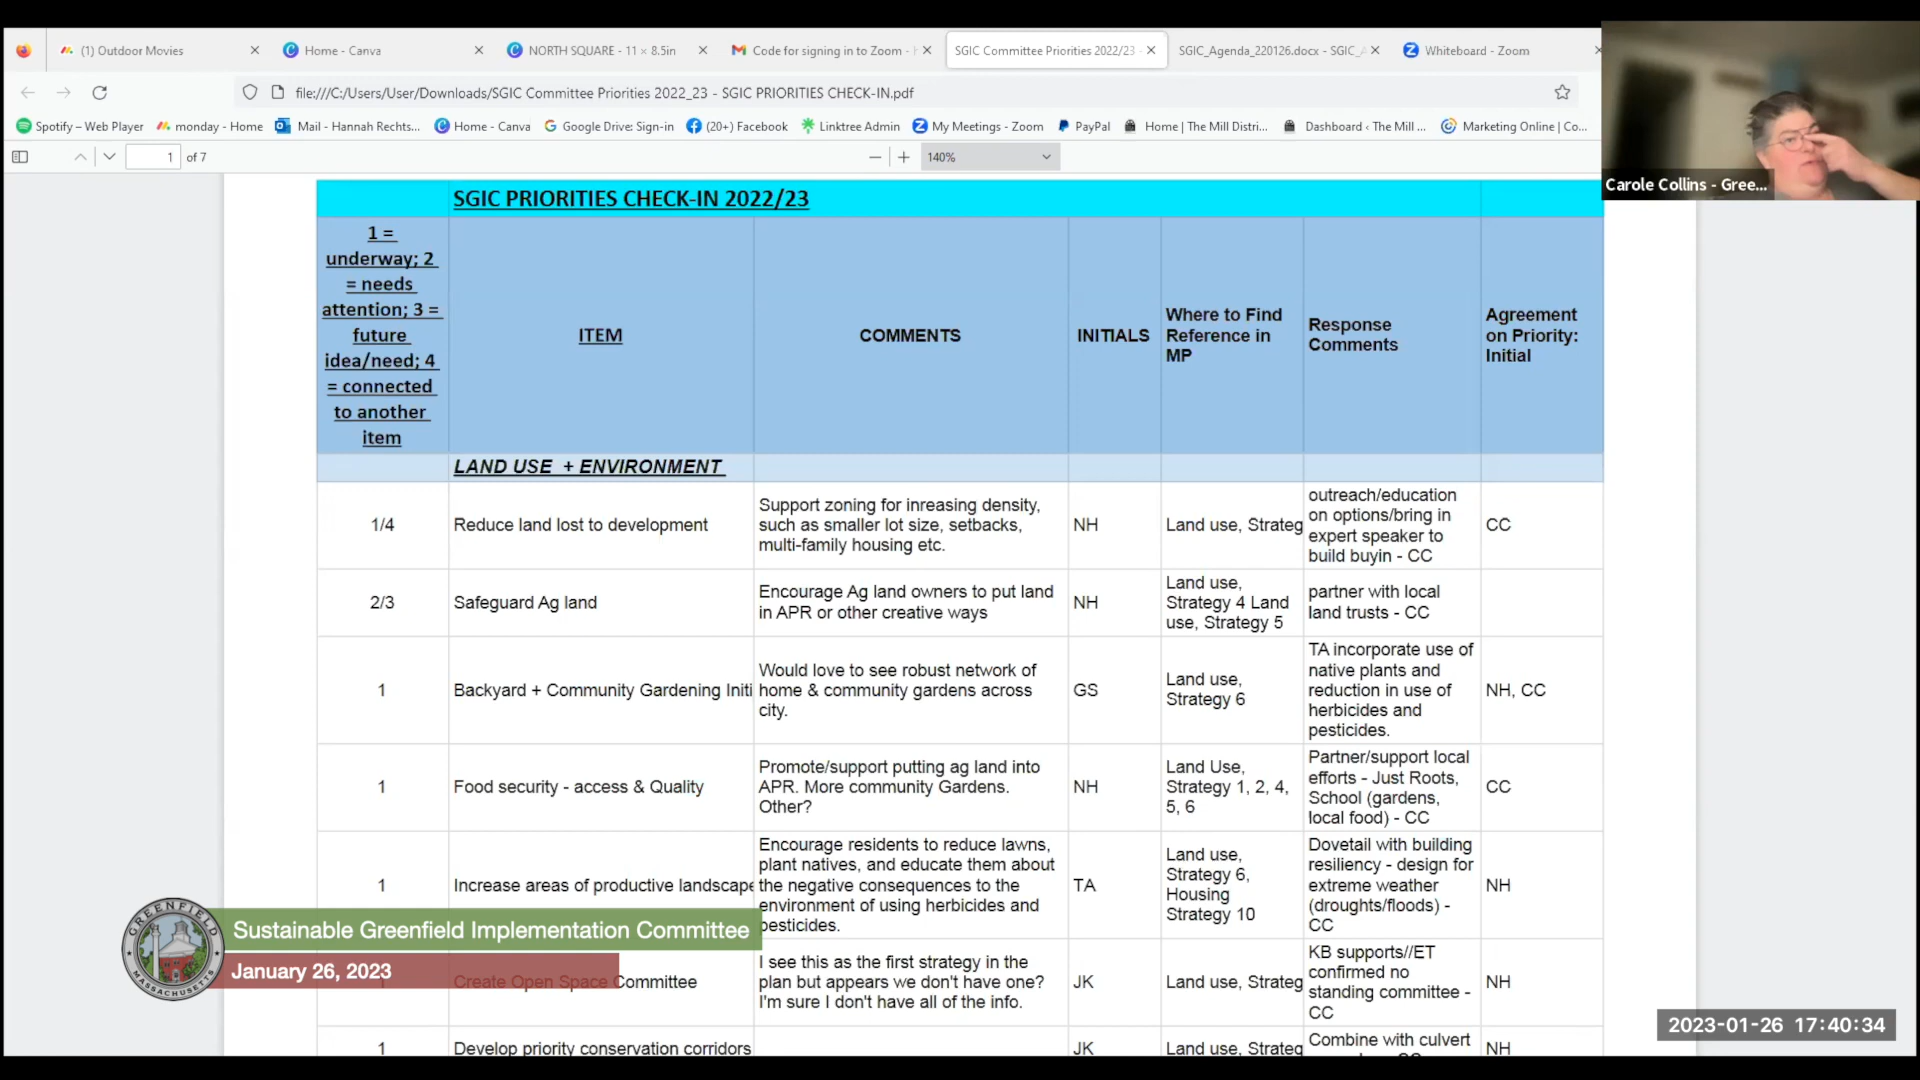 (1) Outdoor Movies
Home - Canva
NORTH SQUARE - 11 × 8.5in
Code for signing in to Zoom -
SGIC Committee Priorities 2022/23
SGIC_Agenda_220126.docx - SGIC_A
Whiteboard - Zoom
file:///C:/Users/User/Downloads/SGIC Committee Priorities 2022_23 - SGIC PRIORITIES CHECK-IN.pdf
Spotify – Web Player
monday - Home
Mail - Hannah Rechts...
Home - Canva
Google Drive: Sign-in
(20+) Facebook
Linktree Admin
My Meetings - Zoom
PayPal
Home | The Mill Distri...
Dashboard ‹ The Mill ...
Marketing Online | Co...
1 of 7
140%
Carole Collins - Gree...
SGIC PRIORITIES CHECK-IN 2022/23
1 =
underway; 2
= needs
attention; 3 =
future
idea/need; 4
= connected
to another
item
ITEM
COMMENTS
INITIALS
Where to Find
Reference in
MP
Response
Comments
Agreement
on Priority:
Initial
LAND USE + ENVIRONMENT
1/4
Reduce land lost to development
Support zoning for inreasing density,
such as smaller lot size, setbacks,
multi-family housing etc.
NH
Land use, Strateg
outreach/education
on options/bring in
expert speaker to
build buyin - CC
CC
2/3
Safeguard Ag land
Encourage Ag land owners to put land
in APR or other creative ways
NH
Land use,
Strategy 4 Land
use, Strategy 5
partner with local
land trusts - CC
1
Backyard + Community Gardening Initi
Would love to see robust network of
home & community gardens across
city.
GS
Land use,
Strategy 6
TA incorporate use of
native plants and
reduction in use of
herbicides and
pesticides.
NH, CC
1
Food security - access & Quality
Promote/support putting ag land into
APR. More community Gardens.
Other?
NH
Land Use,
Strategy 1, 2, 4,
5, 6
Partner/support local
efforts - Just Roots,
School (gardens,
local food) - CC
CC
1
Increase areas of productive landscape
Encourage residents to reduce lawns,
plant natives, and educate them about
the negative consequences to the
environment of using herbicides and
pesticides.
TA
Land use,
Strategy 6,
Housing
Strategy 10
Dovetail with building
resiliency - design for
extreme weather
(droughts/floods) -
CC
NH
Create Open Space Committee
I see this as the first strategy in the
plan but appears we don't have one?
I'm sure I don't have all of the info.
JK
Land use, Strateg
KB supports//ET
confirmed no
standing committee -
CC
NH
1
Develop priority conservation corridors
JK
Land use, Strateg
Combine with culvert
NH
GREENFIELD
MASSACHUSETTS
Sustainable Greenfield Implementation Committee
January 26, 2023
2023-01-26 17:40:34